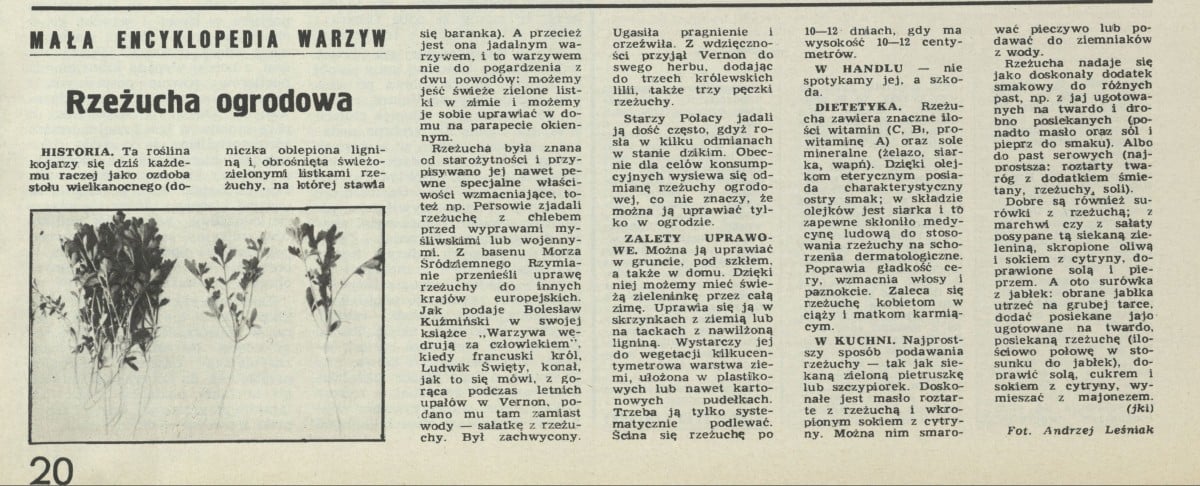 MAŁA ENCYKLOPEDIA WARZYW
Rzeżucha ogrodowa
HISTORIA. Ta roślina
kojarzy się dziś każde-
mu raczej jako ozdoba
stołu wielkanocnego (do-
niczka oblepiona ligni-
ną i obrośnięta świeżo-
zielonymi listkami rze-
żuchy, na której stawia
się baranka). A przecież
jest ona jadalnym wa-
rzywem, i to warzywem
nie do pogardzenia z
dwu powodów: możemy
jeść świeże zielone list-
ki w zimie i możemy
je sobie uprawiać w do-
mu na parapecie okien-
nym.
Rzeżucha była znana
od starożytności i przy-
pisywano jej nawet pe-
wne specjalne właści-
wości wzmacniające, to-
też np. Persowie zjadali
rzeżuchę z chlebem
przed wyprawami my-
śliwskimi lub wojenny-
mi. Z basenu Morza
Śródziemnego Rzymia-
nie przenieśli uprawę
rzeżuchy do innych
krajów europejskich.
Jak podaje Bolesław
Kuźmiński w swojej
książce „Warzywa wę-
drują za człowiekiem",
kiedy francuski król,
Ludwik Święty, konał,
jak to się mówi, z go-
rąca podczas letnich
upałów w Vernon, po-
dano mu tam zamiast
wody — sałatkę z rzeżu-
chy. Był zachwycony.
Ugasiła pragnienie i
orzeźwiła. Z wdzięczno-
ści przyjął Vernon do
swego herbu, dodając
do trzech królewskich
lilii, także trzy pęczki
rzeżuchy.
Starzy Polacy jadali
ją dość często, gdyż ro-
sła w kilku odmianach
w stanie dzikim. Obec-
nie dla celów konsump-
cyjnych wysiewa się od-
mianę rzeżuchy ogrodo-
wej, co nie znaczy, że
można ją uprawiać tyl-
ko w ogrodzie.
ZALETY UPRAWO-
WE. Można ją uprawiać
w gruncie, pod szkłem,
a także w domu. Dzięki
niej możemy mieć świe-
żą zieleninkę przez całą
zimę. Uprawia się ją w
skrzynkach z ziemią lub
na tackach z nawilżoną
ligniną. Wystarczy jej
do wegetacji kilkucen-
tymetrowa warstwa zie-
mi, ułożona w plastiko-
wych lub nawet karto-
nowych pudełkach.
Trzeba ją tylko syste-
matycznie podlewać.
Ścina się rzeżuchę po
10—12 dniach, gdy ma
wysokość 10—12 centy-
metrów.
W HANDLU — nie
spotykamy jej, a szko-
da.
DIETETYKA. Rzeżu-
cha zawiera znaczne ilo-
ści witamin (C, B₁, pro-
witaminę A) oraz sole
mineralne (żelazo, siar-
ka, wapń). Dzięki olej-
kom eterycznym posia-
da charakterystyczny
ostry smak; w składzie
olejków jest siarka i to
zapewne skłoniło medy-
cynę ludową do stoso-
wania rzeżuchy na scho-
rzenia dermatologiczne.
Poprawia gładkość ce-
ry, wzmacnia włosy i
paznokcie. Zaleca się
rzeżuchę kobietom w
ciąży i matkom karmią-
cym.
W KUCHNI. Najprost-
szy sposób podawania
rzeżuchy — tak jak sie-
kaną zieloną pietruszkę
lub szczypiorek. Dosko-
nałe jest masło roztar-
te z rzeżuchą i wkro-
pionym sokiem z cytry-
ny. Można nim smaro-
wać pieczywo lub po-
dawać do ziemniaków
z wody.
Rzeżucha nadaje się
jako doskonały dodatek
smakowy do różnych
past, np. z jaj ugotowa-
nych na twardo i dro-
bno posiekanych (po-
nadto masło oraz sól i
pieprz do smaku). Albo
do past serowych (naj-
prostsza: roztarty twa-
róg z dodatkiem śmie-
tany, rzeżuchy, soli).
Dobre są również su-
rówki z rzeżuchą; z
marchwi czy z sałaty
posypane tą siekaną zie-
leniną, skropione oliwą
i sokiem z cytryny, do-
prawione solą i pie-
przem. A oto surówka
z jabłek: obrane jabłka
utrzeć na grubej tarce,
dodać posiekane jajo
ugotowane na twardo,
posiekaną rzeżuchę (ilo-
ściowo połowę w sto-
sunku do jabłek), do-
prawić solą, cukrem i
sokiem z cytryny, wy-
mieszać z majonezem.
(jki)
Fot. Andrzej Leśniak
20